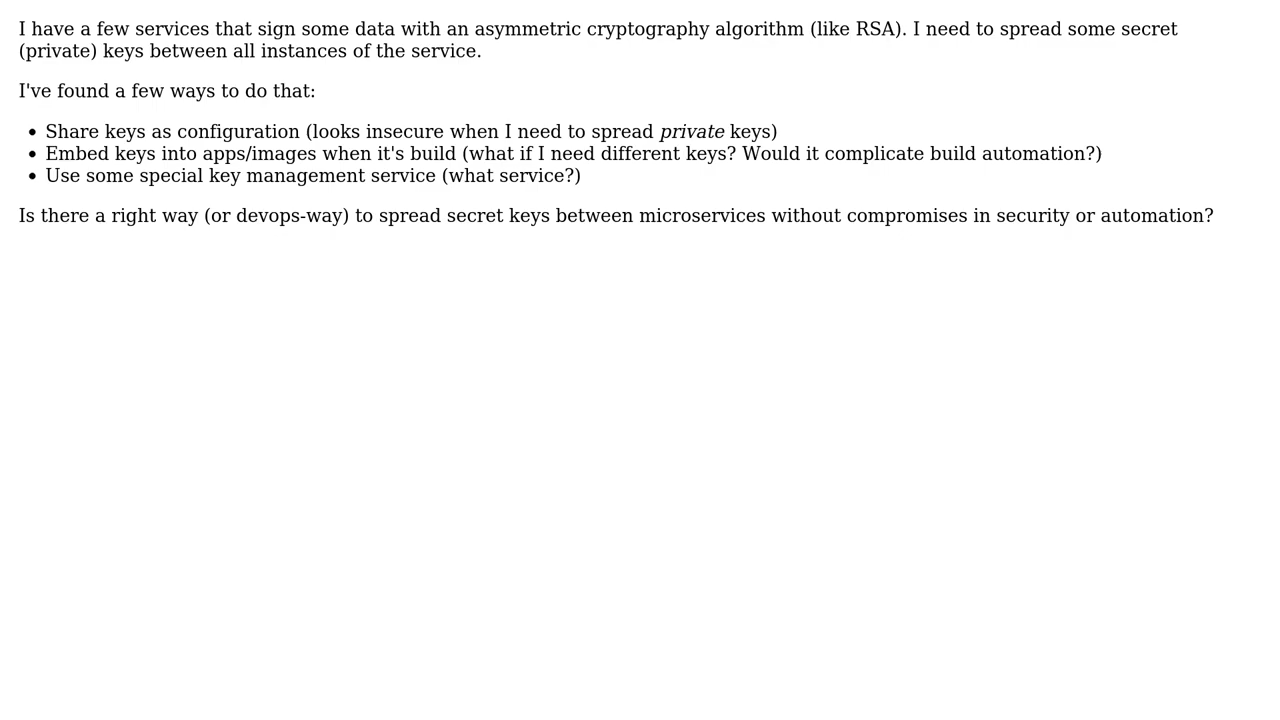 I have a few services that sign some data with an asymmetric cryptography algorithm (like RSA). I need to spread some secret
(private) keys between all instances of the service.
I've found a few ways to do that:
• Share keys as configuration (looks insecure when I need to spread private keys)
• Embed keys into apps/images when it's build (what if I need different keys? Would it complicate build automation?)
• Use some special key management service (what service?)
Is there a right way (or devops-way) to spread secret keys between microservices without compromises in security or automation?